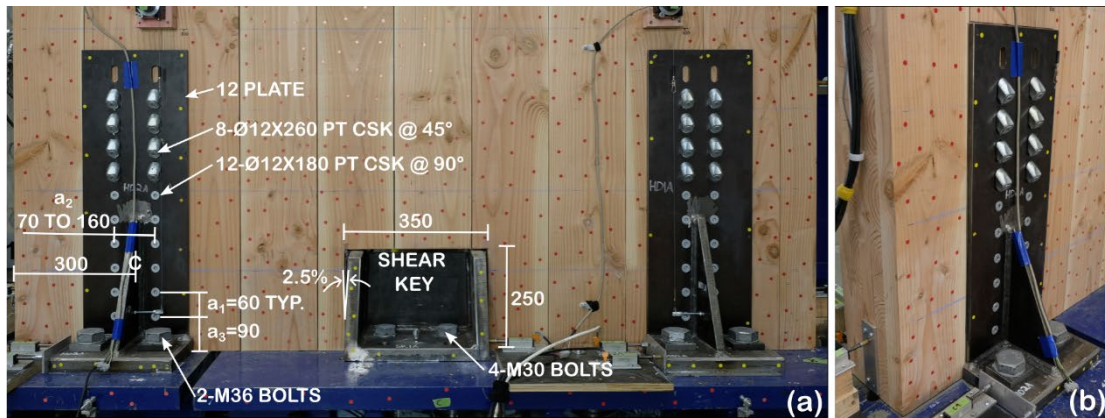 12 PLATE
8-Ø12X260 PT CSK @ 45°
12-Ø12X180 PT CSK @ 90°
HD2A
HD1A
a₂
70 TO 160
350
300
2.5%
SHEAR
KEY
250
a₁=60 TYP.
a₃=90
4-M30 BOLTS
2-M36 BOLTS
(a)
(b)